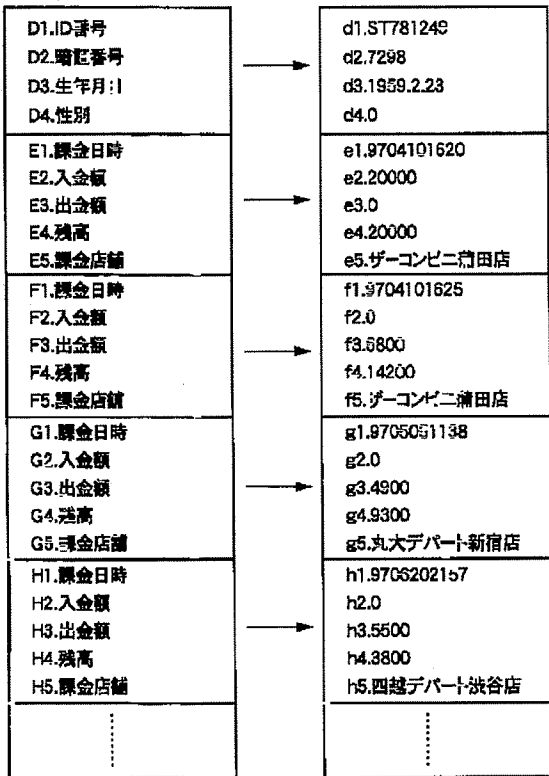 D1.ID番号
D2.暗証番号
D3.生年月日
D4.性別
d1.ST781249
d2.7298
d3.1959.2.23
d4.0
E1.課金日時
E2.入金額
E3.出金額
E4.残高
E5.課金店舗
e1.9704101620
e2.20000
e3.0
e4.20000
e5.ザーコンビニ蒲田店
F1.課金日時
F2.入金額
F3.出金額
F4.残高
F5.課金店舗
f1.9704101625
f2.0
f3.5800
f4.14200
f5.ザーコンビニ蒲田店
G1.課金日時
G2.入金額
G3.出金額
G4.残高
G5.課金店舗
g1.9705051138
g2.0
g3.4900
g4.9300
g5.丸大デパート新宿店
H1.課金日時
H2.入金額
H3.出金額
H4.残高
H5.課金店舗
h1.9706202157
h2.0
h3.5500
h4.3800
h5.四越デパート渋谷店